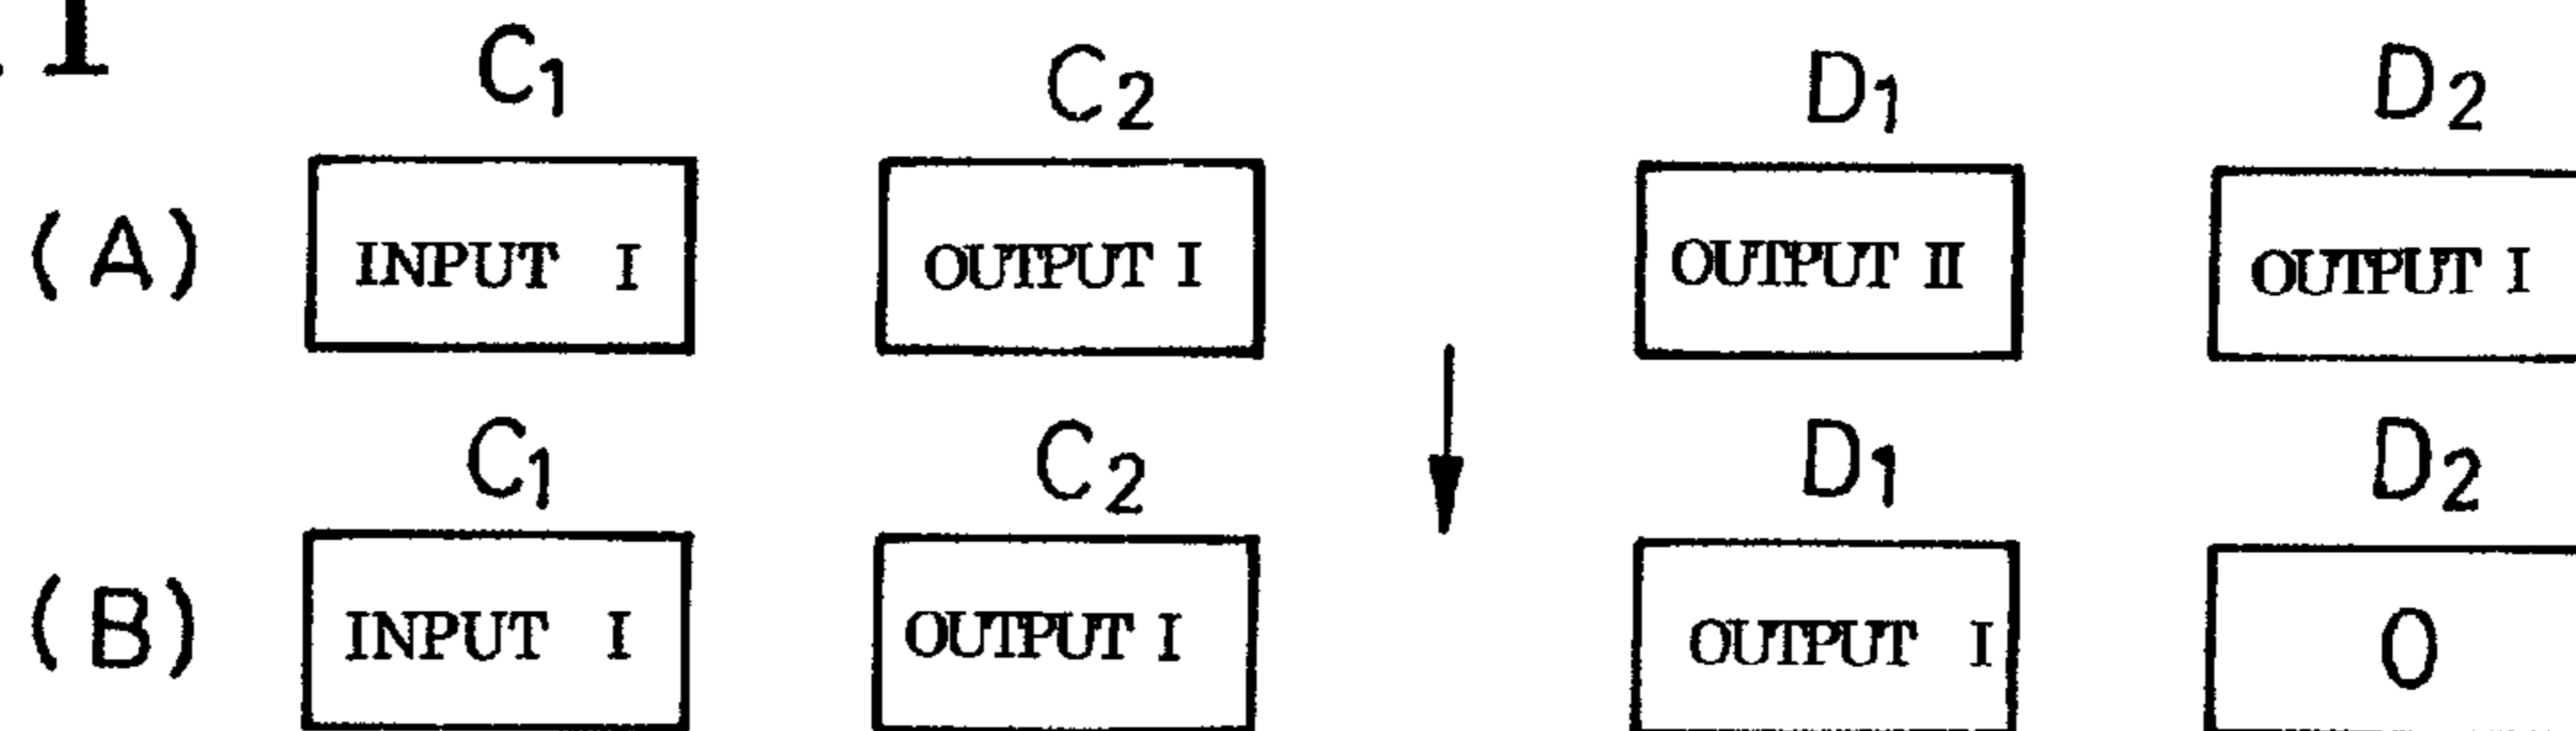 C1 C2 D1 D2
(A) INPUT I OUTPUT I OUTPUT II OUTPUT I
C1 C2 D1 D2
(B) INPUT I OUTPUT I OUTPUT I 0